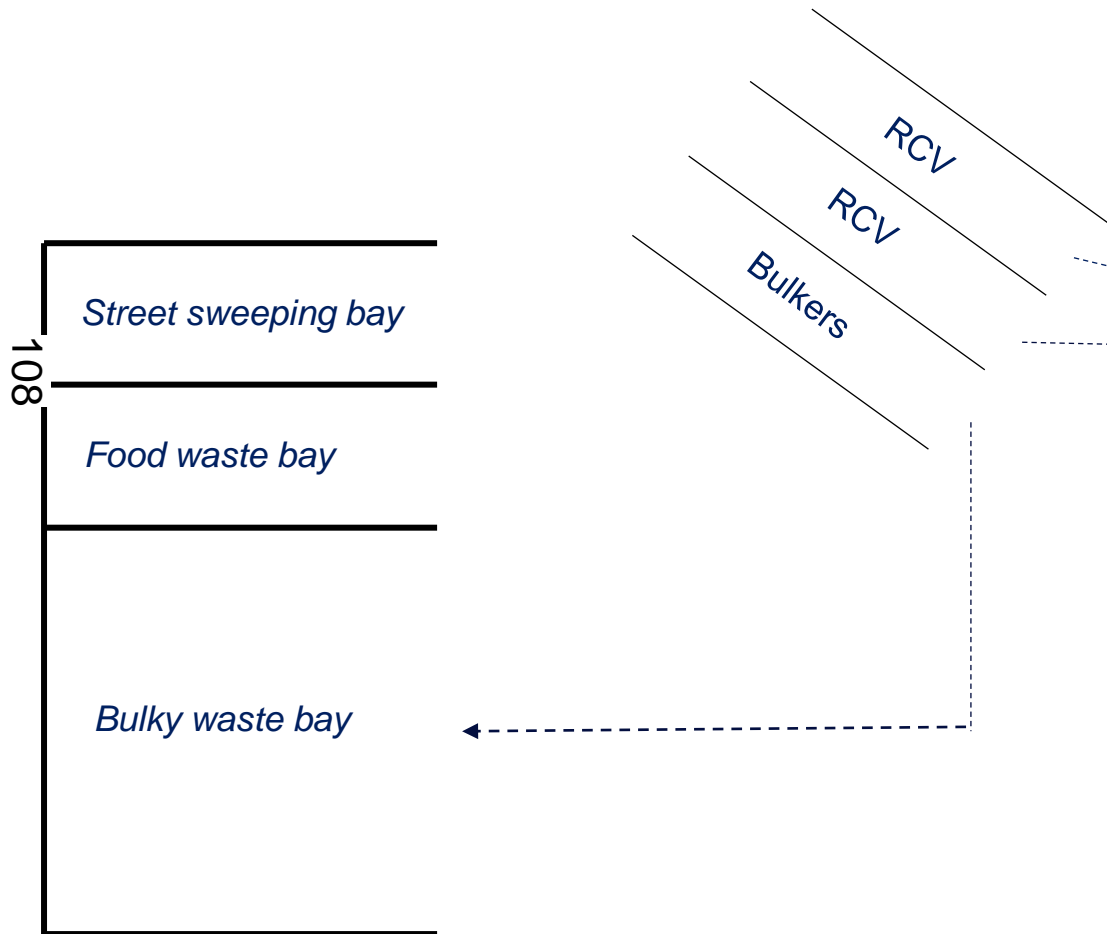 RCV
RCV
Bulkers
Street sweeping bay
108
Food waste bay
Bulky waste bay